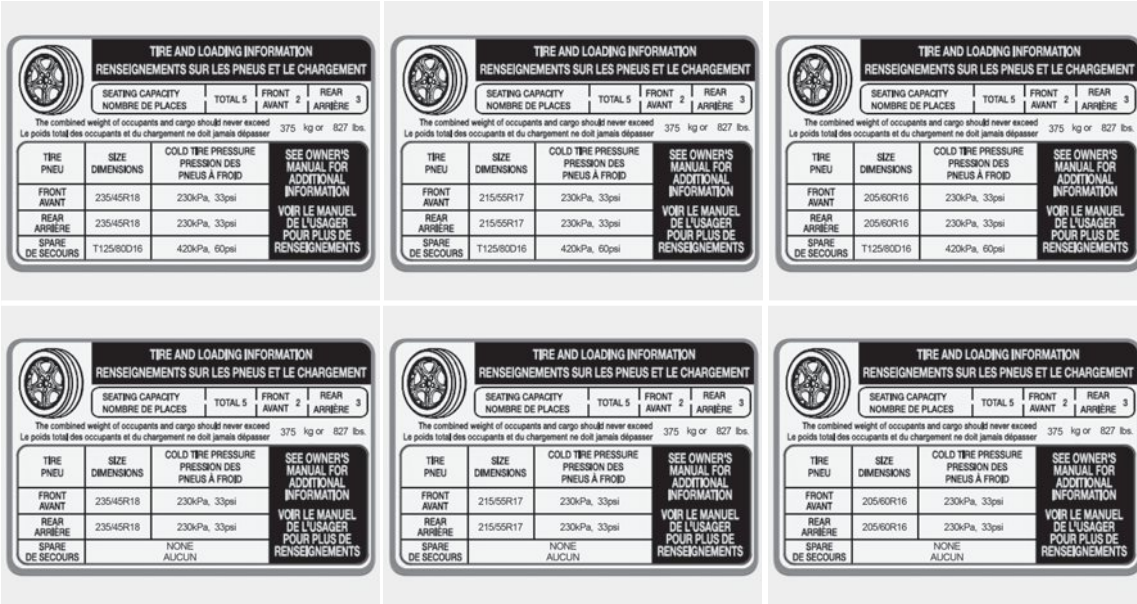 TIRE AND LOADING INFORMATION
RENSEIGNEMENTS SUR LES PNEUS ET LE CHARGEMENT
SEATING CAPACITY
NOMBRE DE PLACES
TOTAL 5
FRONT
AVANT 2
REAR
ARRIÈRE 3
The combined weight of occupants and cargo should never exceed
Le poids total des occupants et du chargement ne doit jamais dépasser
375 kg or 827 lbs.
TIRE
PNEU
SIZE
DIMENSIONS
COLD TIRE PRESSURE
PRESSION DES
PNEUS À FROID
FRONT
AVANT
235/45R18
230kPa, 33psi
REAR
ARRIÈRE
235/45R18
230kPa, 33psi
SPARE
DE SECOURS
T125/80D16
420kPa, 60psi
SEE OWNER'S
MANUAL FOR
ADDITIONAL
INFORMATION
VOIR LE MANUEL
DE L'USAGER
POUR PLUS DE
RENSEIGNEMENTS
TIRE AND LOADING INFORMATION
RENSEIGNEMENTS SUR LES PNEUS ET LE CHARGEMENT
SEATING CAPACITY
NOMBRE DE PLACES
TOTAL 5
FRONT
AVANT 2
REAR
ARRIÈRE 3
The combined weight of occupants and cargo should never exceed
Le poids total des occupants et du chargement ne doit jamais dépasser
375 kg or 827 lbs.
TIRE
PNEU
SIZE
DIMENSIONS
COLD TIRE PRESSURE
PRESSION DES
PNEUS À FROID
FRONT
AVANT
215/55R17
230kPa, 33psi
REAR
ARRIÈRE
215/55R17
230kPa, 33psi
SPARE
DE SECOURS
T125/80D16
420kPa, 60psi
SEE OWNER'S
MANUAL FOR
ADDITIONAL
INFORMATION
VOIR LE MANUEL
DE L'USAGER
POUR PLUS DE
RENSEIGNEMENTS
TIRE AND LOADING INFORMATION
RENSEIGNEMENTS SUR LES PNEUS ET LE CHARGEMENT
SEATING CAPACITY
NOMBRE DE PLACES
TOTAL 5
FRONT
AVANT 2
REAR
ARRIÈRE 3
The combined weight of occupants and cargo should never exceed
Le poids total des occupants et du chargement ne doit jamais dépasser
375 kg or 827 lbs.
TIRE
PNEU
SIZE
DIMENSIONS
COLD TIRE PRESSURE
PRESSION DES
PNEUS À FROID
FRONT
AVANT
205/60R16
230kPa, 33psi
REAR
ARRIÈRE
205/60R16
230kPa, 33psi
SPARE
DE SECOURS
T125/80D16
420kPa, 60psi
SEE OWNER'S
MANUAL FOR
ADDITIONAL
INFORMATION
VOIR LE MANUEL
DE L'USAGER
POUR PLUS DE
RENSEIGNEMENTS
TIRE AND LOADING INFORMATION
RENSEIGNEMENTS SUR LES PNEUS ET LE CHARGEMENT
SEATING CAPACITY
NOMBRE DE PLACES
TOTAL 5
FRONT
AVANT 2
REAR
ARRIÈRE 3
The combined weight of occupants and cargo should never exceed
Le poids total des occupants et du chargement ne doit jamais dépasser
375 kg or 827 lbs.
TIRE
PNEU
SIZE
DIMENSIONS
COLD TIRE PRESSURE
PRESSION DES
PNEUS À FROID
FRONT
AVANT
235/45R18
230kPa, 33psi
REAR
ARRIÈRE
235/45R18
230kPa, 33psi
SPARE
DE SECOURS
NONE
AUCUN
SEE OWNER'S
MANUAL FOR
ADDITIONAL
INFORMATION
VOIR LE MANUEL
DE L'USAGER
POUR PLUS DE
RENSEIGNEMENTS
TIRE AND LOADING INFORMATION
RENSEIGNEMENTS SUR LES PNEUS ET LE CHARGEMENT
SEATING CAPACITY
NOMBRE DE PLACES
TOTAL 5
FRONT
AVANT 2
REAR
ARRIÈRE 3
The combined weight of occupants and cargo should never exceed
Le poids total des occupants et du chargement ne doit jamais dépasser
375 kg or 827 lbs.
TIRE
PNEU
SIZE
DIMENSIONS
COLD TIRE PRESSURE
PRESSION DES
PNEUS À FROID
FRONT
AVANT
215/55R17
230kPa, 33psi
REAR
ARRIÈRE
215/55R17
230kPa, 33psi
SPARE
DE SECOURS
NONE
AUCUN
SEE OWNER'S
MANUAL FOR
ADDITIONAL
INFORMATION
VOIR LE MANUEL
DE L'USAGER
POUR PLUS DE
RENSEIGNEMENTS
TIRE AND LOADING INFORMATION
RENSEIGNEMENTS SUR LES PNEUS ET LE CHARGEMENT
SEATING CAPACITY
NOMBRE DE PLACES
TOTAL 5
FRONT
AVANT 2
REAR
ARRIÈRE 3
The combined weight of occupants and cargo should never exceed
Le poids total des occupants et du chargement ne doit jamais dépasser
375 kg or 827 lbs.
TIRE
PNEU
SIZE
DIMENSIONS
COLD TIRE PRESSURE
PRESSION DES
PNEUS À FROID
FRONT
AVANT
205/60R16
230kPa, 33psi
REAR
ARRIÈRE
205/60R16
230kPa, 33psi
SPARE
DE SECOURS
NONE
AUCUN
SEE OWNER'S
MANUAL FOR
ADDITIONAL
INFORMATION
VOIR LE MANUEL
DE L'USAGER
POUR PLUS DE
RENSEIGNEMENTS